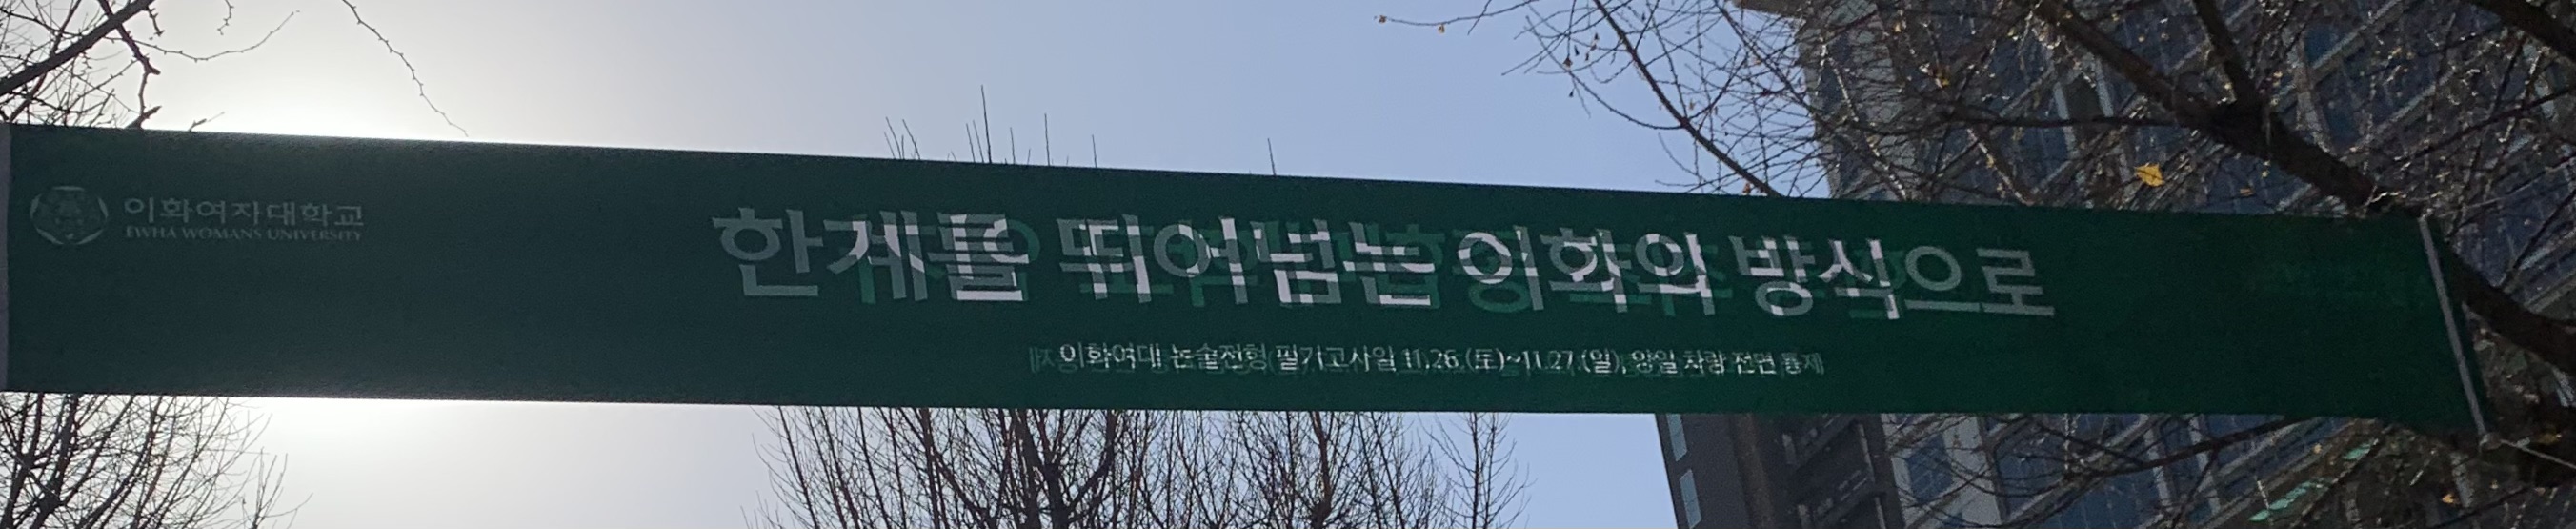 이화여자대학교
EWHA WOMANS UNIVERSITY
한계를 뛰어넘는 이화의 방식으로
이화여대 논술전형 필기고사일 11.26 (토)~11.27 (일), 양일 차량 전면 통제